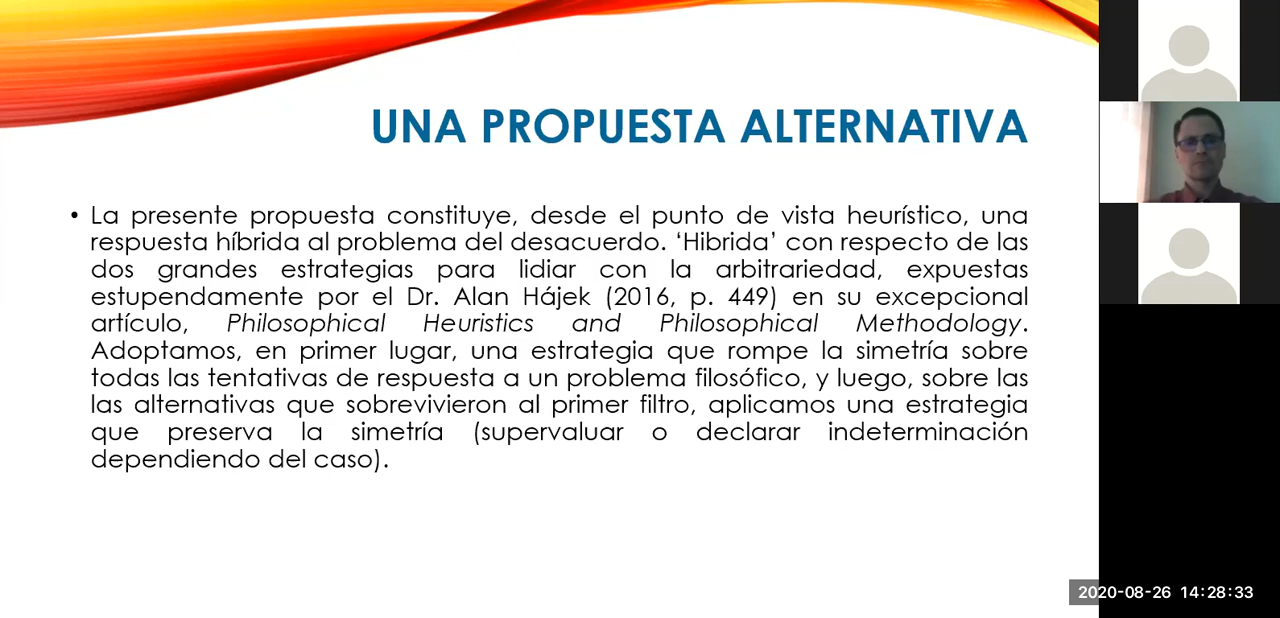 UNA PROPUESTA ALTERNATIVA
• La presente propuesta constituye, desde el punto de vista heurístico, una
respuesta híbrida al problema del desacuerdo. ‘Hibrida’ con respecto de las
dos grandes estrategias para lidiar con la arbitrariedad, expuestas
estupendamente por el Dr. Alan Hájek (2016, p. 449) en su excepcional
artículo, Philosophical Heuristics and Philosophical Methodology.
Adoptamos, en primer lugar, una estrategia que rompe la simetría sobre
todas las tentativas de respuesta a un problema filosófico, y luego, sobre las
las alternativas que sobrevivieron al primer filtro, aplicamos una estrategia
que preserva la simetría (supervaluar o declarar indeterminación
dependiendo del caso).
2020-08-26 14:28:33